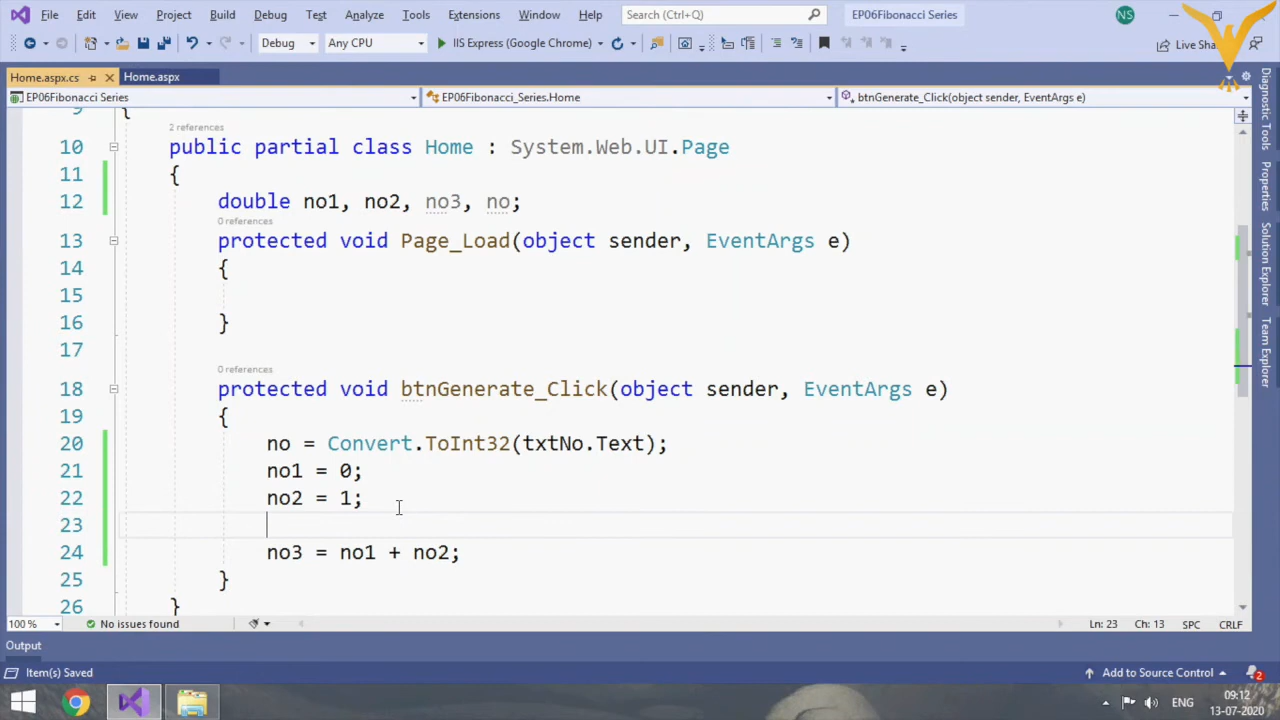 File Edit View Project Build Debug Test Analyze Tools Extensions Window Help Search (Ctrl+Q) EP06Fibonacci Series NS
Debug Any CPU IIS Express (Google Chrome) Live Sha
Home.aspx.cs Home.aspx
EP06Fibonacci Series EP06Fibonacci_Series.Home btnGenerate_Click(object sender, EventArgs e)
9 {
2 references
10 public partial class Home : System.Web.UI.Page
11 {
12 double no1, no2, no3, no;
0 references
13 protected void Page_Load(object sender, EventArgs e)
14 {
15
16 }
17
0 references
18 protected void btnGenerate_Click(object sender, EventArgs e)
19 {
20 no = Convert.ToInt32(txtNo.Text);
21 no1 = 0;
22 no2 = 1;
23
24 no3 = no1 + no2;
25 }
26 }
100 % No issues found Ln: 23 Ch: 13 SPC CRLF
Output
Item(s) Saved Add to Source Control 2
ENG 09:12
13-07-2020
Diagnostic Tools
Properties
Solution Explorer
Team Explorer